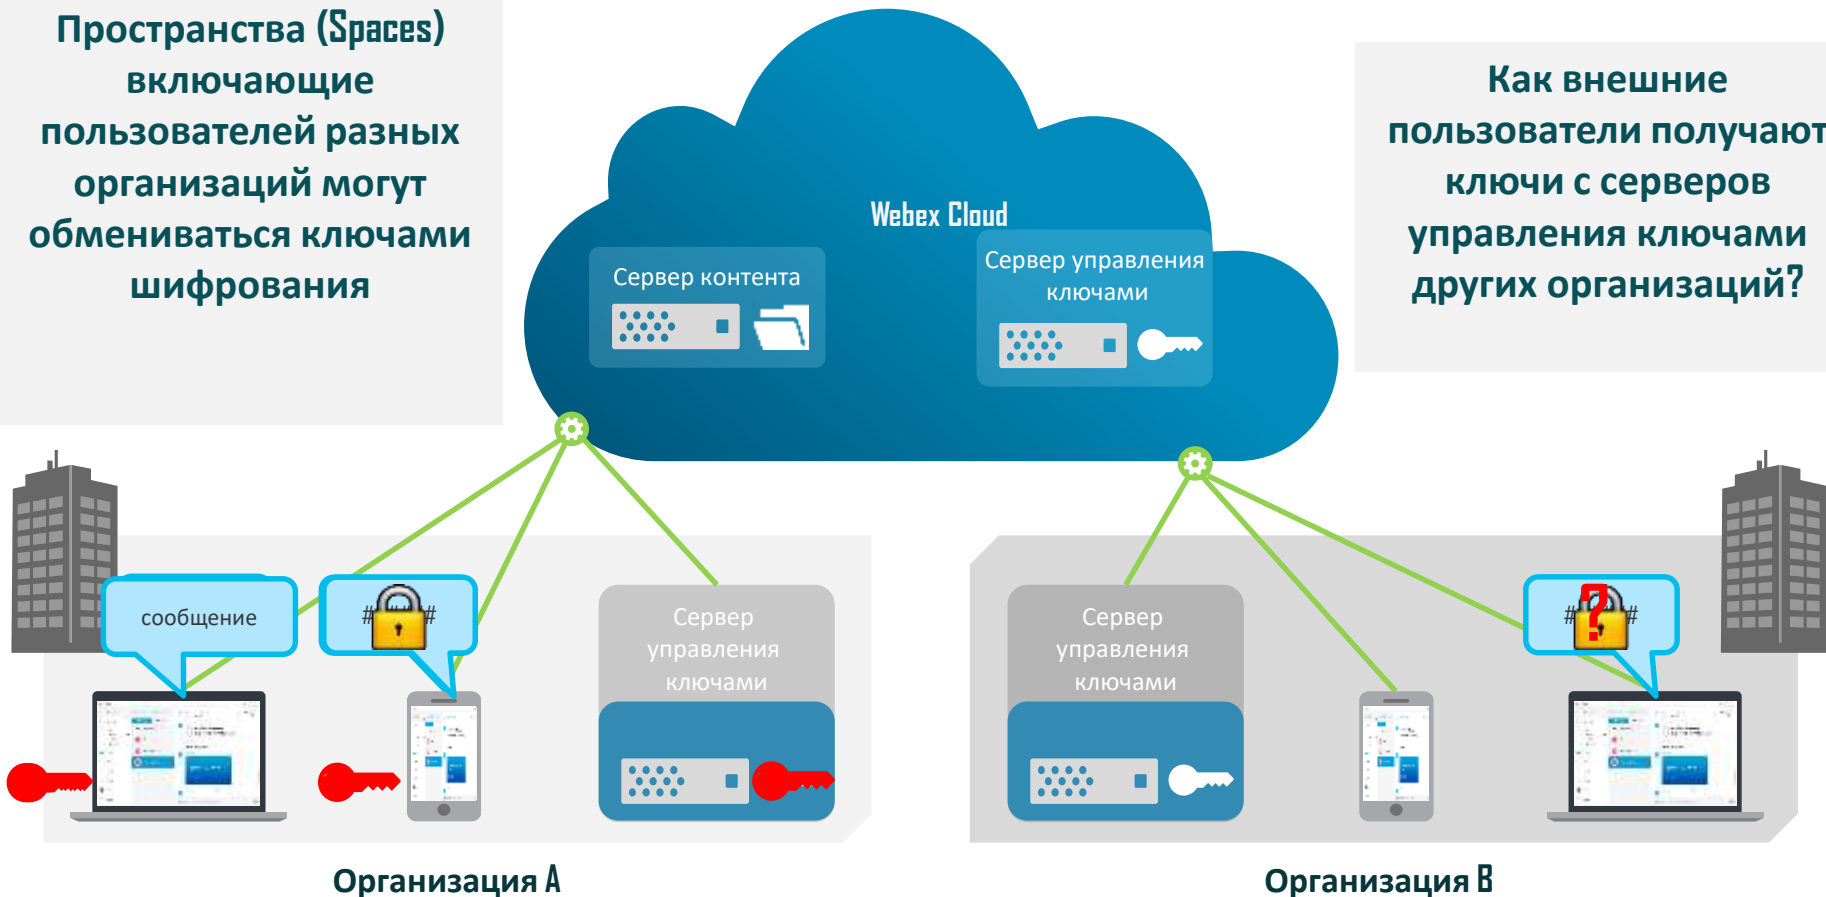 Пространства (Spaces)
включающие
пользователей разных
организаций могут
обмениваться ключами
шифрования
Webex Cloud
Сервер контента
Сервер управления
ключами
Как внешние
пользователи получают
ключи с серверов
управления ключами
других организаций?
сообщение
# #
Сервер
управления
ключами
Сервер
управления
ключами
#?#
Организация A
Организация B